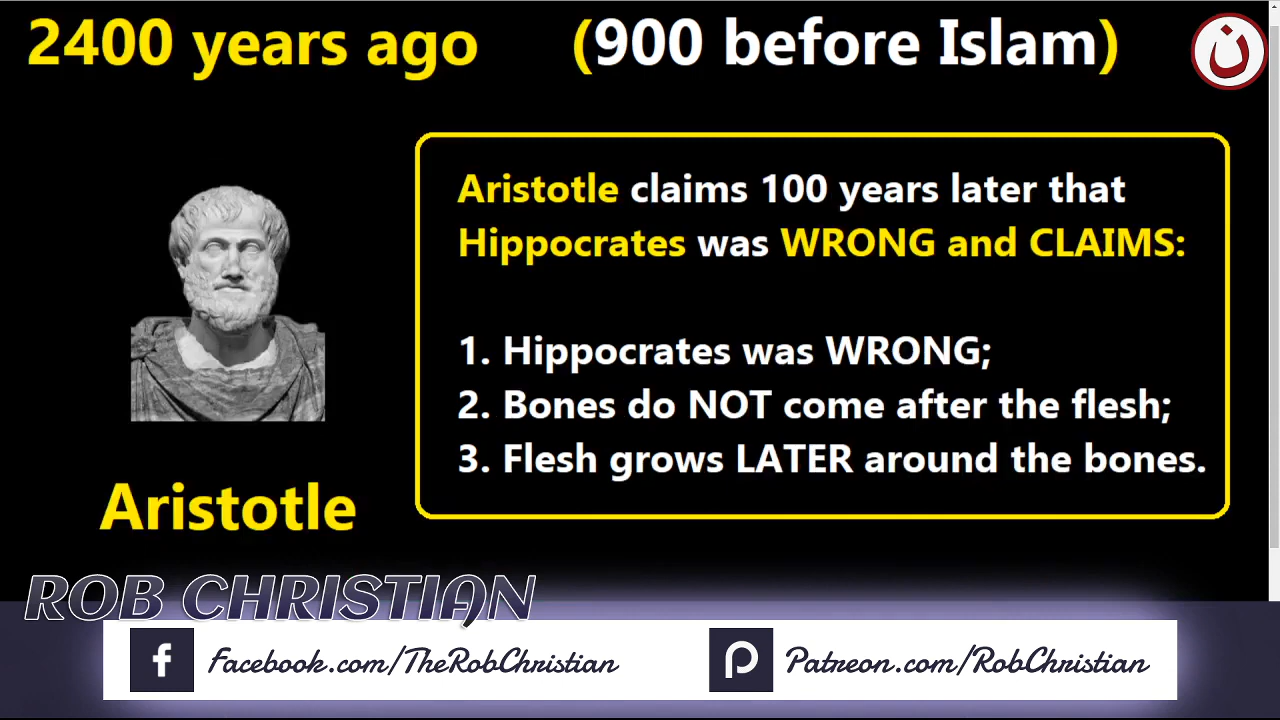 2400 years ago (900 before Islam)
ن
Aristotle claims 100 years later that
Hippocrates was WRONG and CLAIMS:
1. Hippocrates was WRONG;
2. Bones do NOT come after the flesh;
3. Flesh grows LATER around the bones.
Aristotle
ROB CHRISTIAN
f Facebook.com/TheRobChristian
Patreon.com/RobChristian